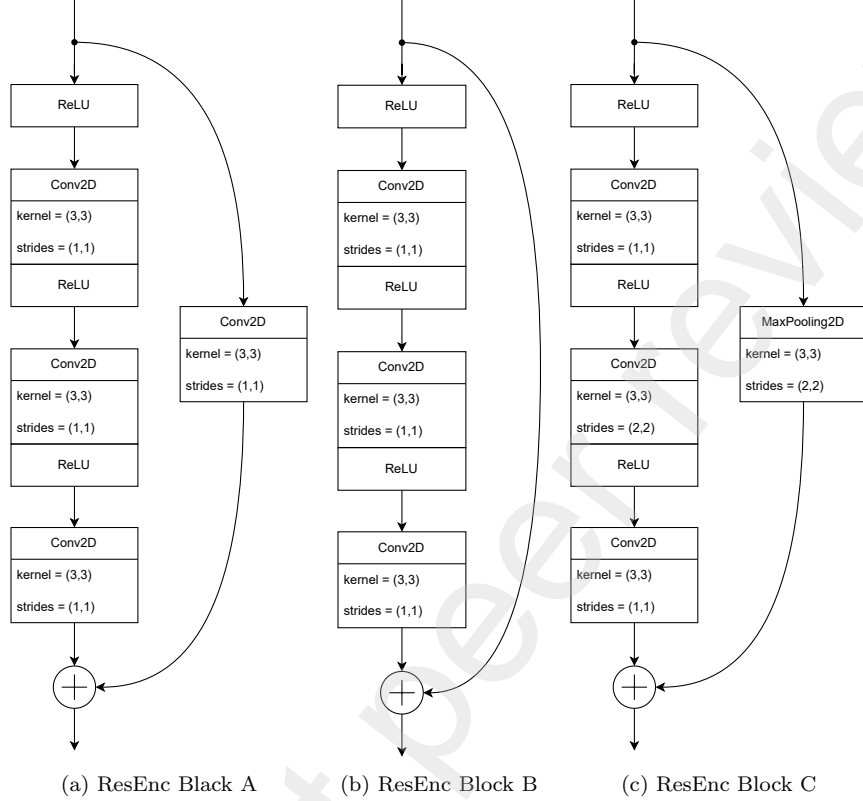 ReLU
Conv2D
kernel = (3,3)
strides = (1,1)
ReLU
Conv2D
kernel = (3,3)
strides = (1,1)
ReLU
Conv2D
kernel = (3,3)
strides = (1,1)
Conv2D
kernel = (3,3)
strides = (1,1)
(a) ResEnc Black A
ReLU
Conv2D
kernel = (3,3)
strides = (1,1)
ReLU
Conv2D
kernel = (3,3)
strides = (1,1)
ReLU
Conv2D
kernel = (3,3)
strides = (1,1)
(b) ResEnc Block B
ReLU
Conv2D
kernel = (3,3)
strides = (1,1)
ReLU
Conv2D
kernel = (3,3)
strides = (2,2)
ReLU
Conv2D
kernel = (3,3)
strides = (1,1)
MaxPooling2D
kernel = (3,3)
strides = (2,2)
(c) ResEnc Block C
peer review